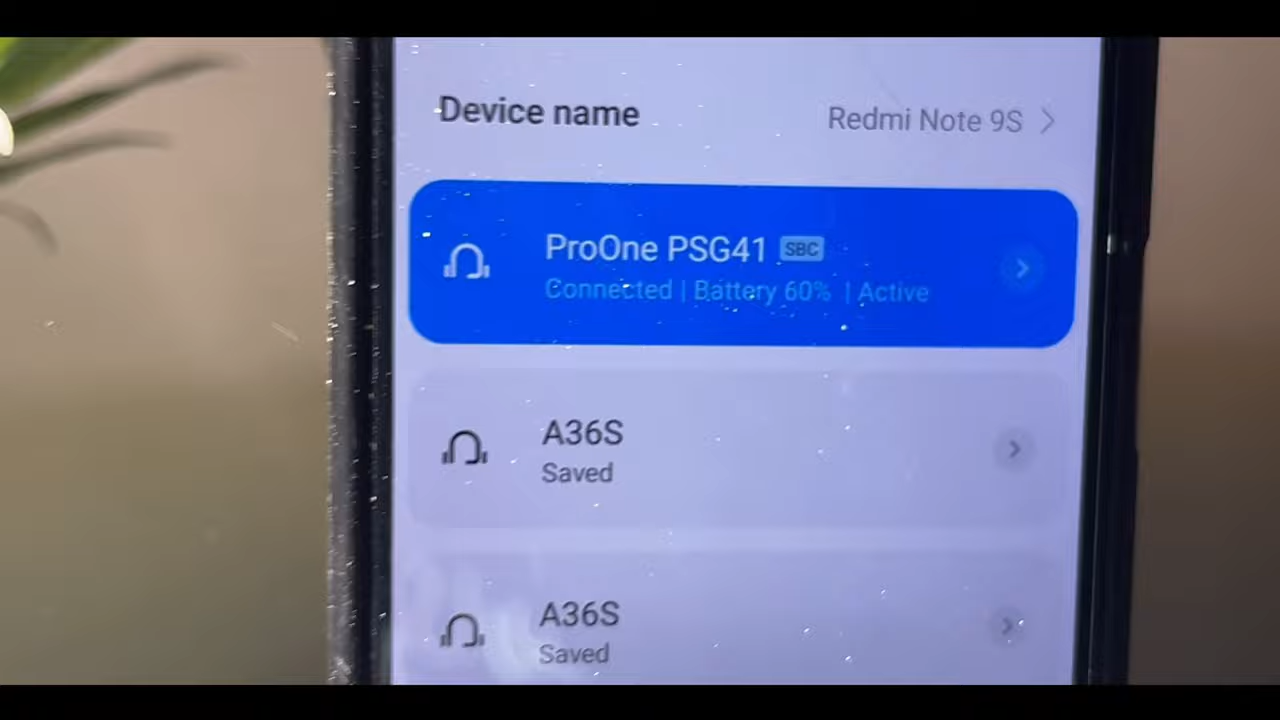 Device name Redmi Note 9S
ProOne PSG41 SBC
Connected | Battery 60% | Active
A36S
Saved
A36S
Saved